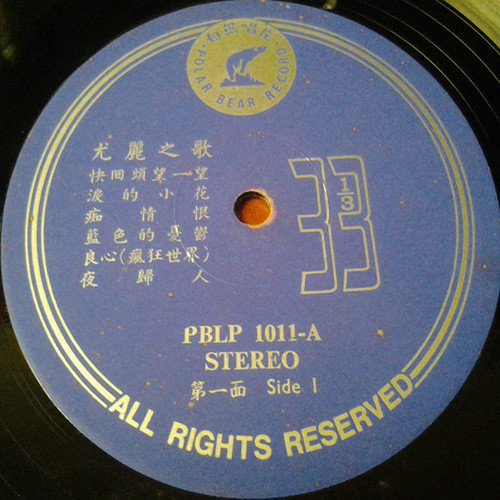 白熊唱片
• POLAR BEAR RECORD •
尤麗之歌
快回頭望一望
淚的小花
痴情恨
藍色的憂鬱
良心(瘋狂世界)
夜歸人
33 1/3
PBLP 1011-A
STEREO
第一面 Side 1
ALL RIGHTS RESERVED